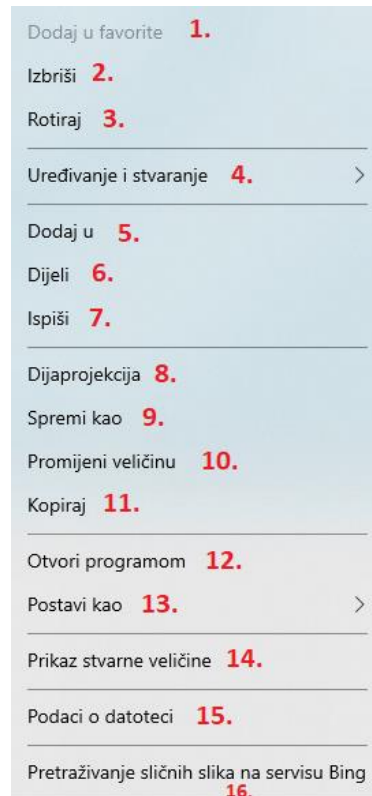 Dodaj u favorite 1.
Izbriši 2.
Rotiraj 3.
Uređivanje i stvaranje 4.
Dodaj u 5.
Dijeli 6.
Ispiši 7.
Dijaprojekcija 8.
Spremi kao 9.
Promijeni veličinu 10.
Kopiraj 11.
Otvori programom 12.
Postavi kao 13.
Prikaz stvarne veličine 14.
Podaci o datoteci 15.
Pretraživanje sličnih slika na servisu Bing
16.